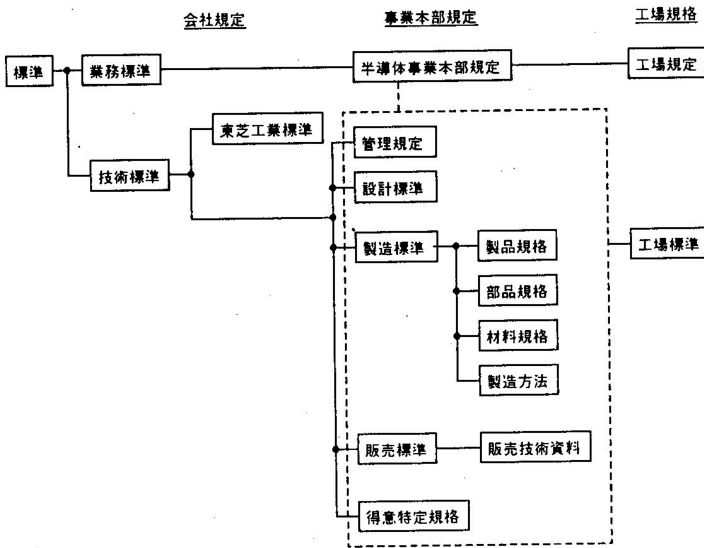 会社規定
事業本部規定
工場規格
標準
業務標準
半導体事業本部規定
工場規定
東芝工業標準
技術標準
管理規定
設計標準
製造標準
製品規格
工場標準
部品規格
材料規格
製造方法
販売標準
販売技術資料
得意特定規格